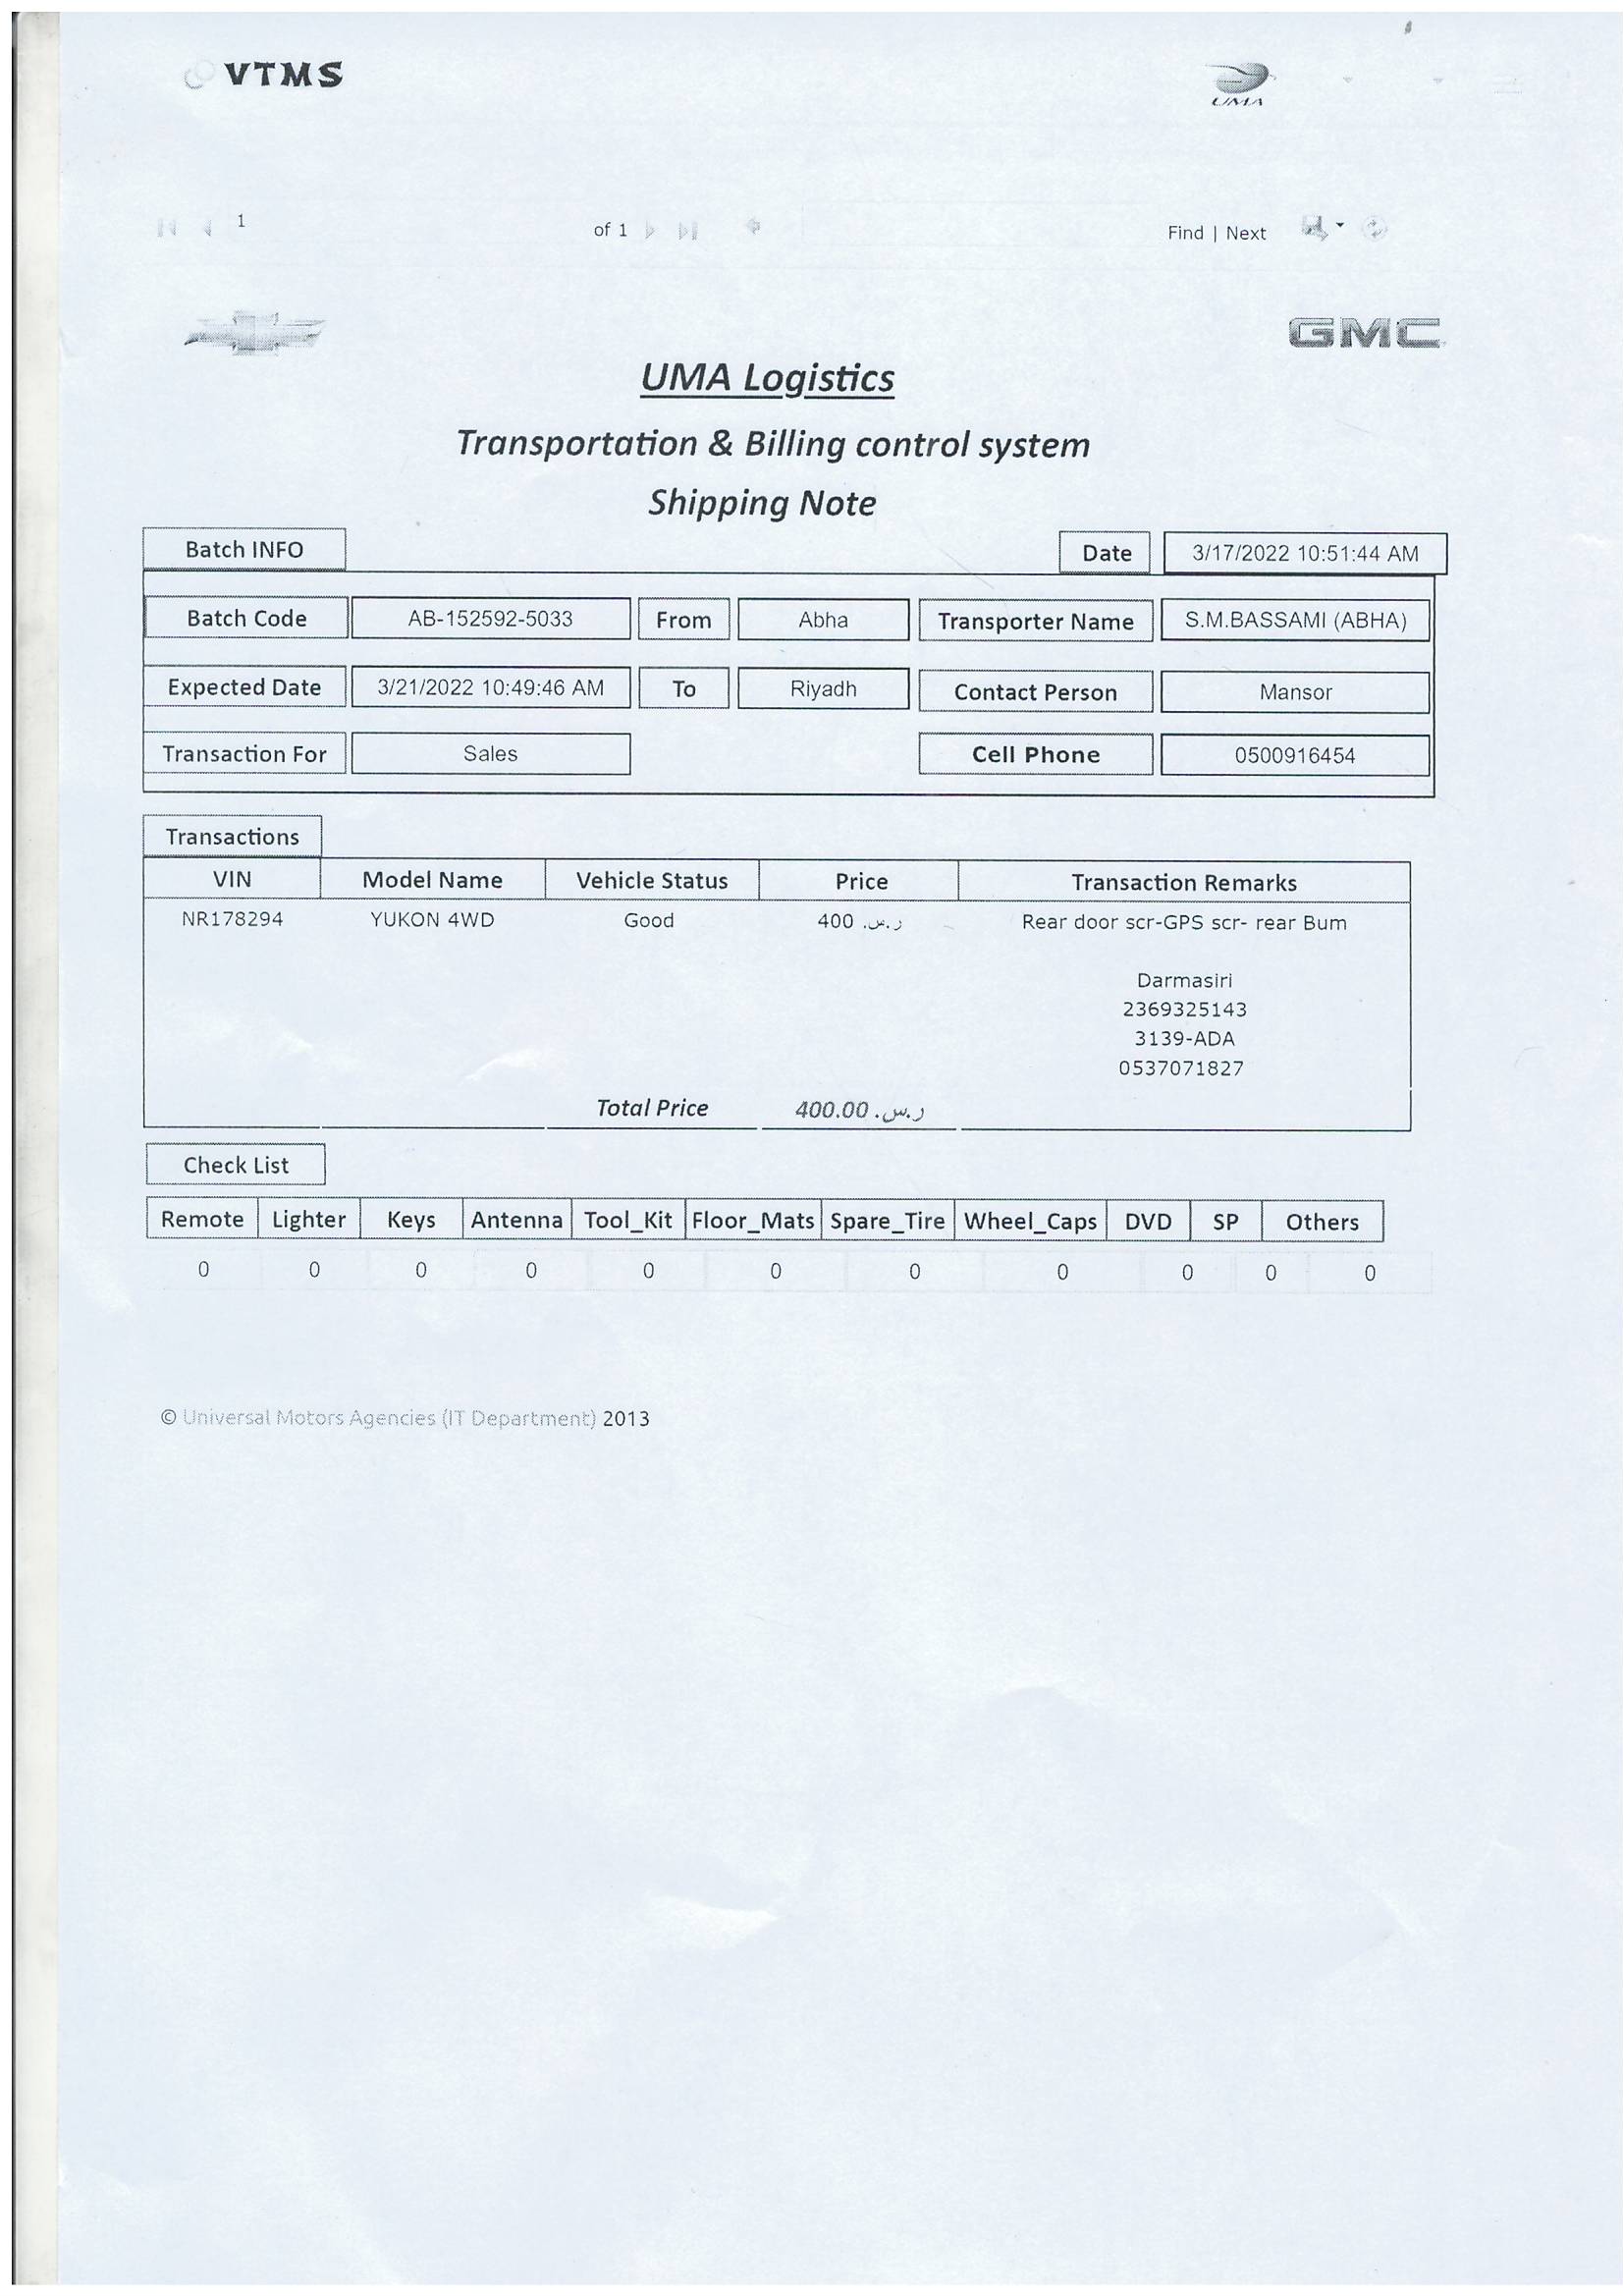 VTMS
UMA
1 of 1 Find | Next
GMC
UMA Logistics
Transportation & Billing control system
Shipping Note
Batch INFO Date 3/17/2022 10:51:44 AM
Batch Code AB-152592-5033 From Abha Transporter Name S.M.BASSAMI (ABHA)
Expected Date 3/21/2022 10:49:46 AM To Riyadh Contact Person Mansor
Transaction For Sales Cell Phone 0500916454
Transactions
VIN Model Name Vehicle Status Price Transaction Remarks
NR178294 YUKON 4WD Good 400 ر.س. Rear door scr-GPS scr- rear Bum
Darmasiri
2369325143
3139-ADA
0537071827
Total Price 400.00 ر.س.
Check List
Remote Lighter Keys Antenna Tool_Kit Floor_Mats Spare_Tire Wheel_Caps DVD SP Others
0 0 0 0 0 0 0 0 0 0 0
© Universal Motors Agencies (IT Department) 2013